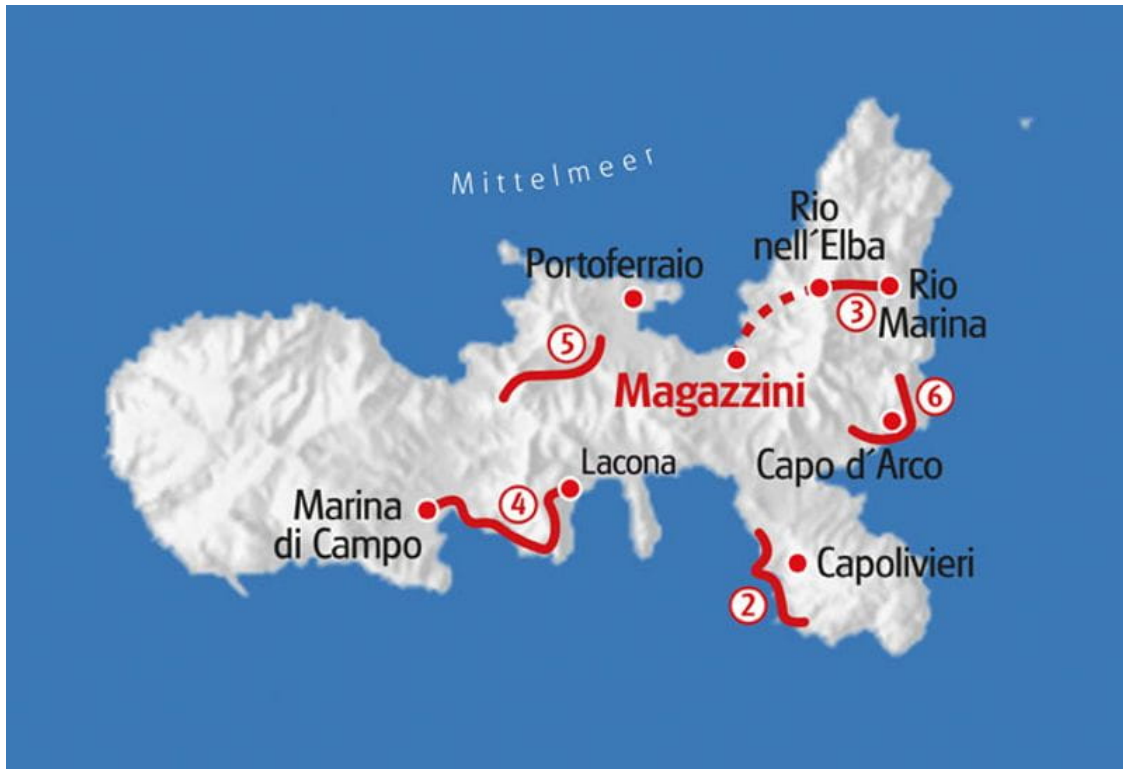 Mittelmeer
Rio
nell´Elba
Portoferraio
Rio
Marina
3
5
Magazzini
6
Capo d´Arco
Lacona
Marina
di Campo
4
Capolivieri
2